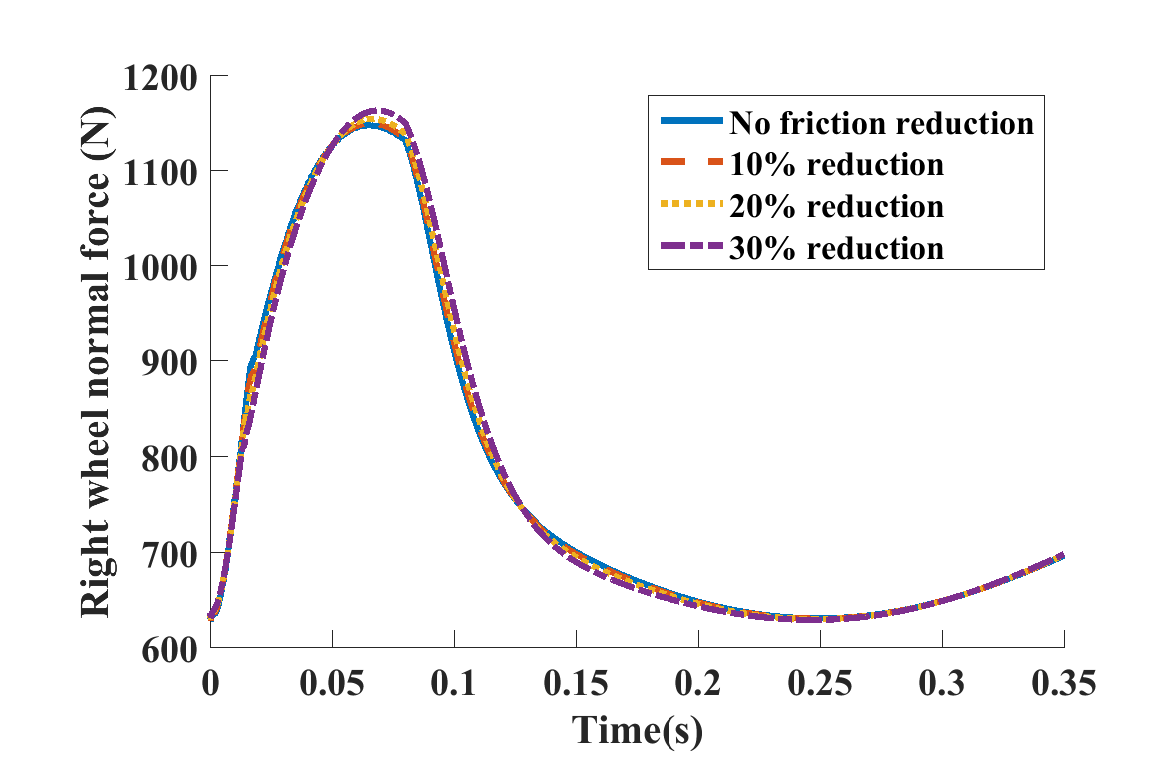 1200
1100
1000
900
800
700
600
0
0.05
0.1
0.15
0.2
0.25
0.3
0.35
Right wheel normal force (N)
Time(s)
No friction reduction
10% reduction
20% reduction
30% reduction